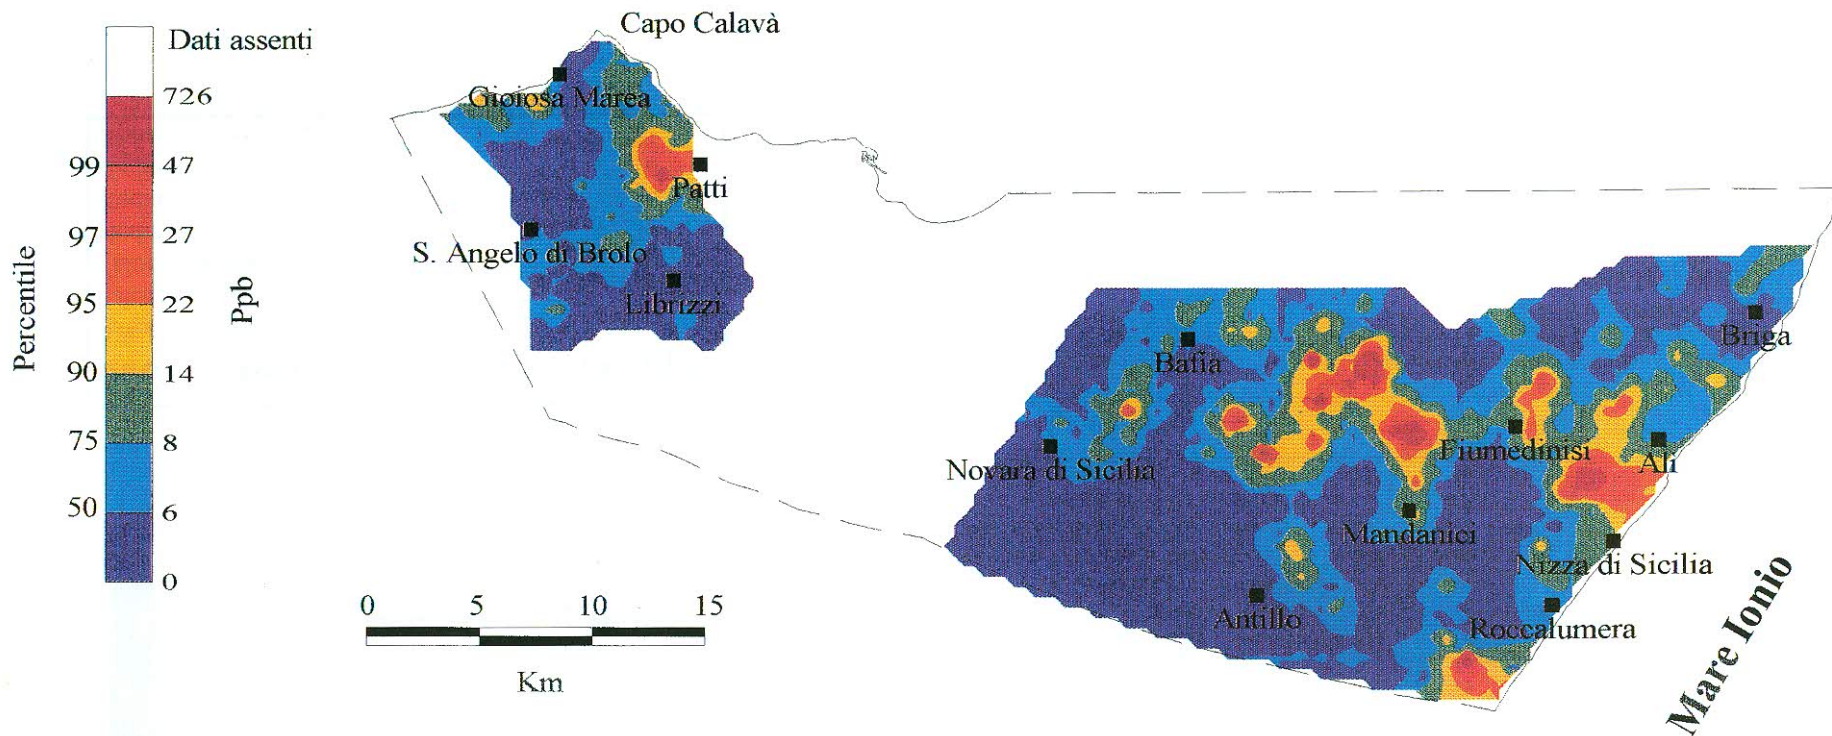 Dati assenti
726
99 47
97 27
95 22
90 14
75 8
50 6
0
Percentile
Ppb
Capo Calavà
Gioiosa Marea
Patti
S. Angelo di Brolo
Librizzi
Briga
Bafia
Novara di Sicilia
Fiumedinisi
Alì
Mandanici
Nizza di Sicilia
Antillo
Roccalumera
Mare Ionio
0 5 10 15
Km